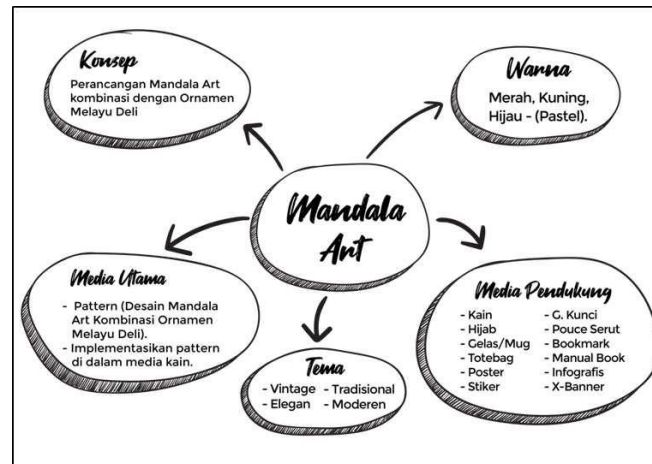 Konsep
Perancangan Mandala Art
kombinasi dengan Ornamen
Melayu Deli
Warna
Merah, Kuning,
Hijau - (Pastel).
Mandala
Art
Media Utama
- Pattern (Desain Mandala
Art Kombinasi Ornamen
Melayu Deli).
- Implementasikan pattern
di dalam media kain.
Tema
- Vintage - Tradisional
- Elegan - Moderen
Media Pendukung
- Kain - G. Kunci
- Hijab - Pouce Serut
- Gelas/Mug - Bookmark
- Totebag - Manual Book
- Poster - Infografis
- Stiker - X-Banner